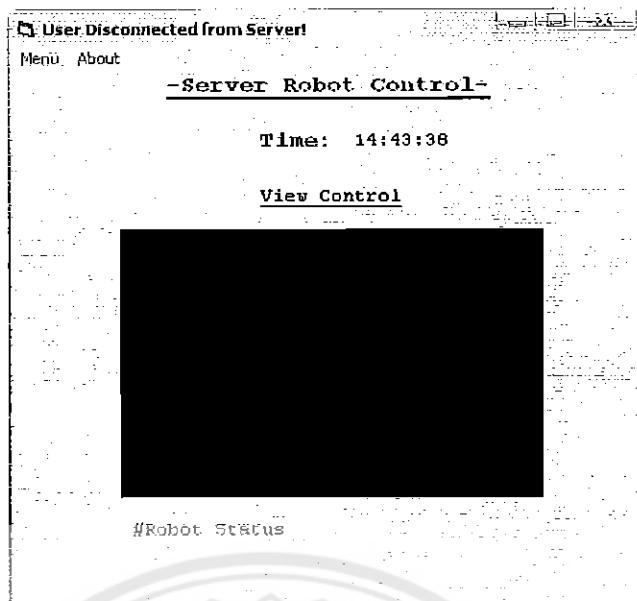 User Disconnected from Server!
Menu About
-Server Robot Control-
Time: 14:43:38
View Control
#Robot Status